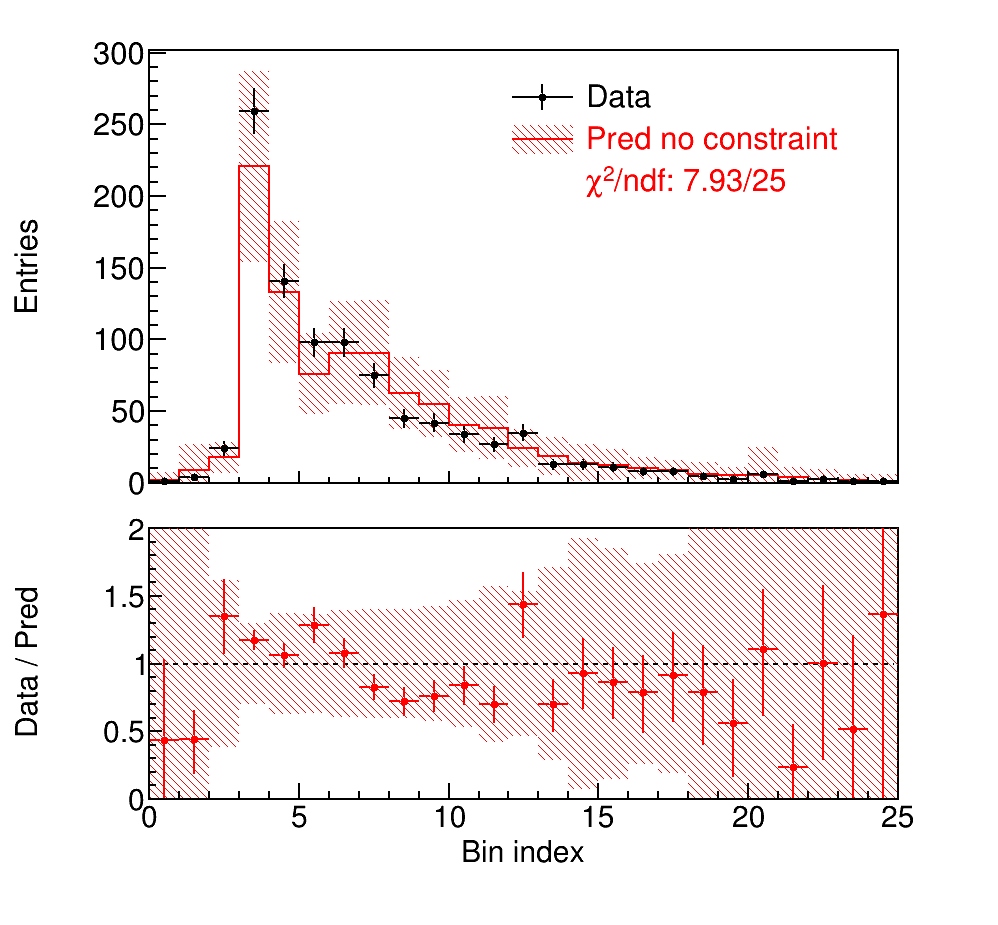 300
250
200
150
100
50
0
Entries
Data
Pred no constraint
χ²/ndf: 7.93/25
2
1.5
1
0.5
0
Data / Pred
0 5 10 15 20 25
Bin index